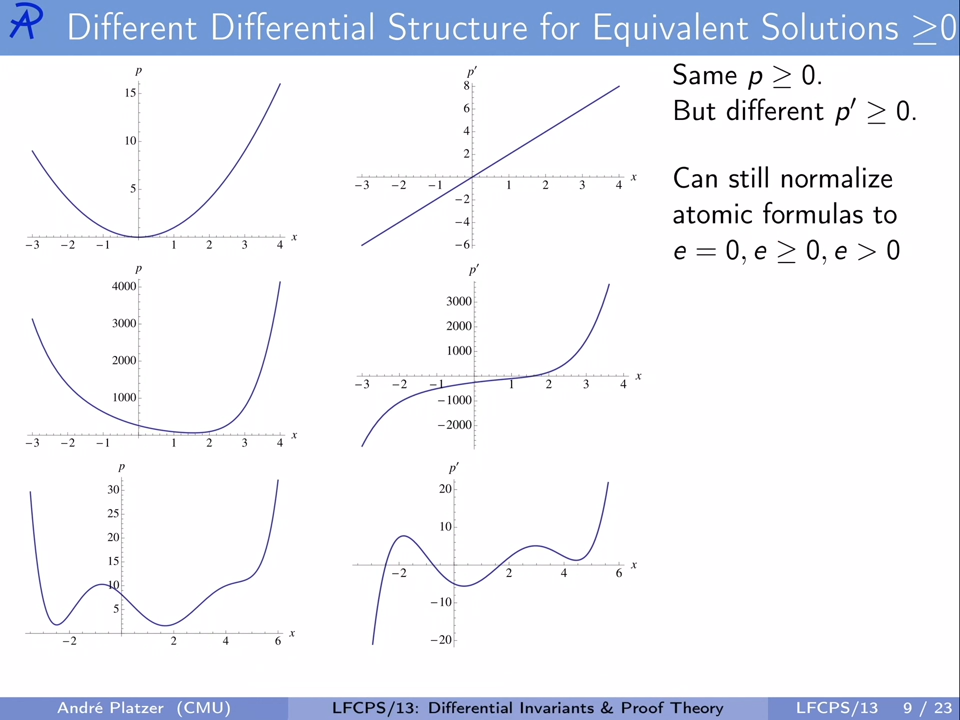 Different Differential Structure for Equivalent Solutions ≥0
p
15
10
5
−3 −2 −1 1 2 3 4 x
p′
8
6
4
2
−3 −2 −1 1 2 3 4 x
−2
−4
−6
Same p ≥ 0.
But different p′ ≥ 0.
Can still normalize
atomic formulas to
e = 0, e ≥ 0, e > 0
p
4000
3000
2000
1000
−3 −2 −1 1 2 3 4 x
p′
3000
2000
1000
−3 −2 −1 1 2 3 4 x
−1000
−2000
p
30
25
20
15
10
5
−2 2 4 6 x
p′
20
10
−2 2 4 6 x
−10
−20
André Platzer (CMU) LFCPS/13: Differential Invariants & Proof Theory LFCPS/13 9 / 23